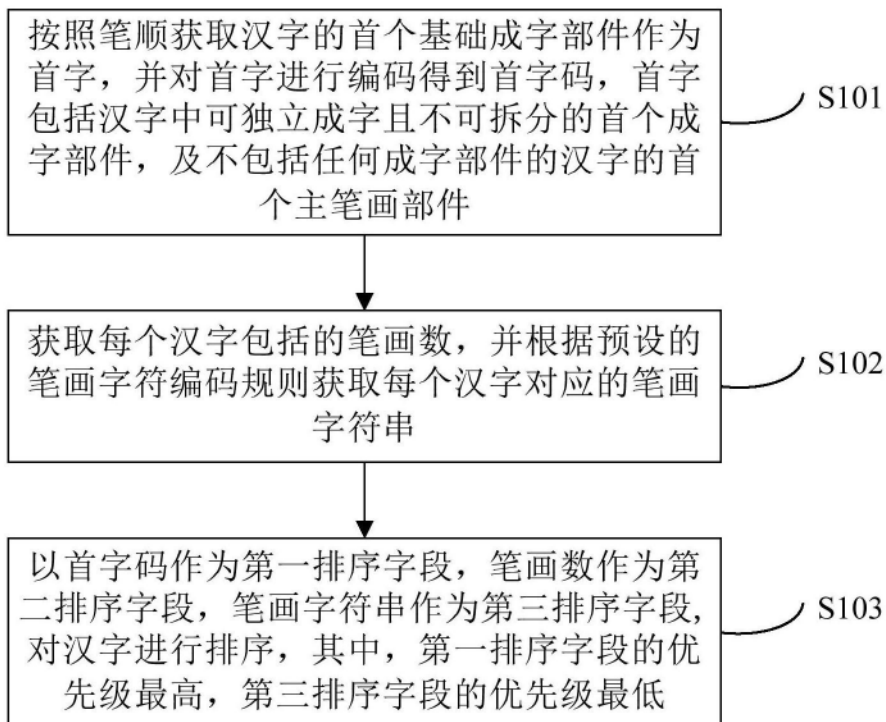 按照笔顺获取汉字的首个基础成字部件作为
首字，并对首字进行编码得到首字码，首字
包括汉字中可独立成字且不可拆分的首个成
字部件，及不包括任何成字部件的汉字的首
个主笔画部件
S101
获取每个汉字包括的笔画数，并根据预设的
笔画字符编码规则获取每个汉字对应的笔画
字符串
S102
以首字码作为第一排序字段，笔画数作为第
二排序字段，笔画字符串作为第三排序字段,
对汉字进行排序，其中，第一排序字段的优
先级最高，第三排序字段的优先级最低
S103